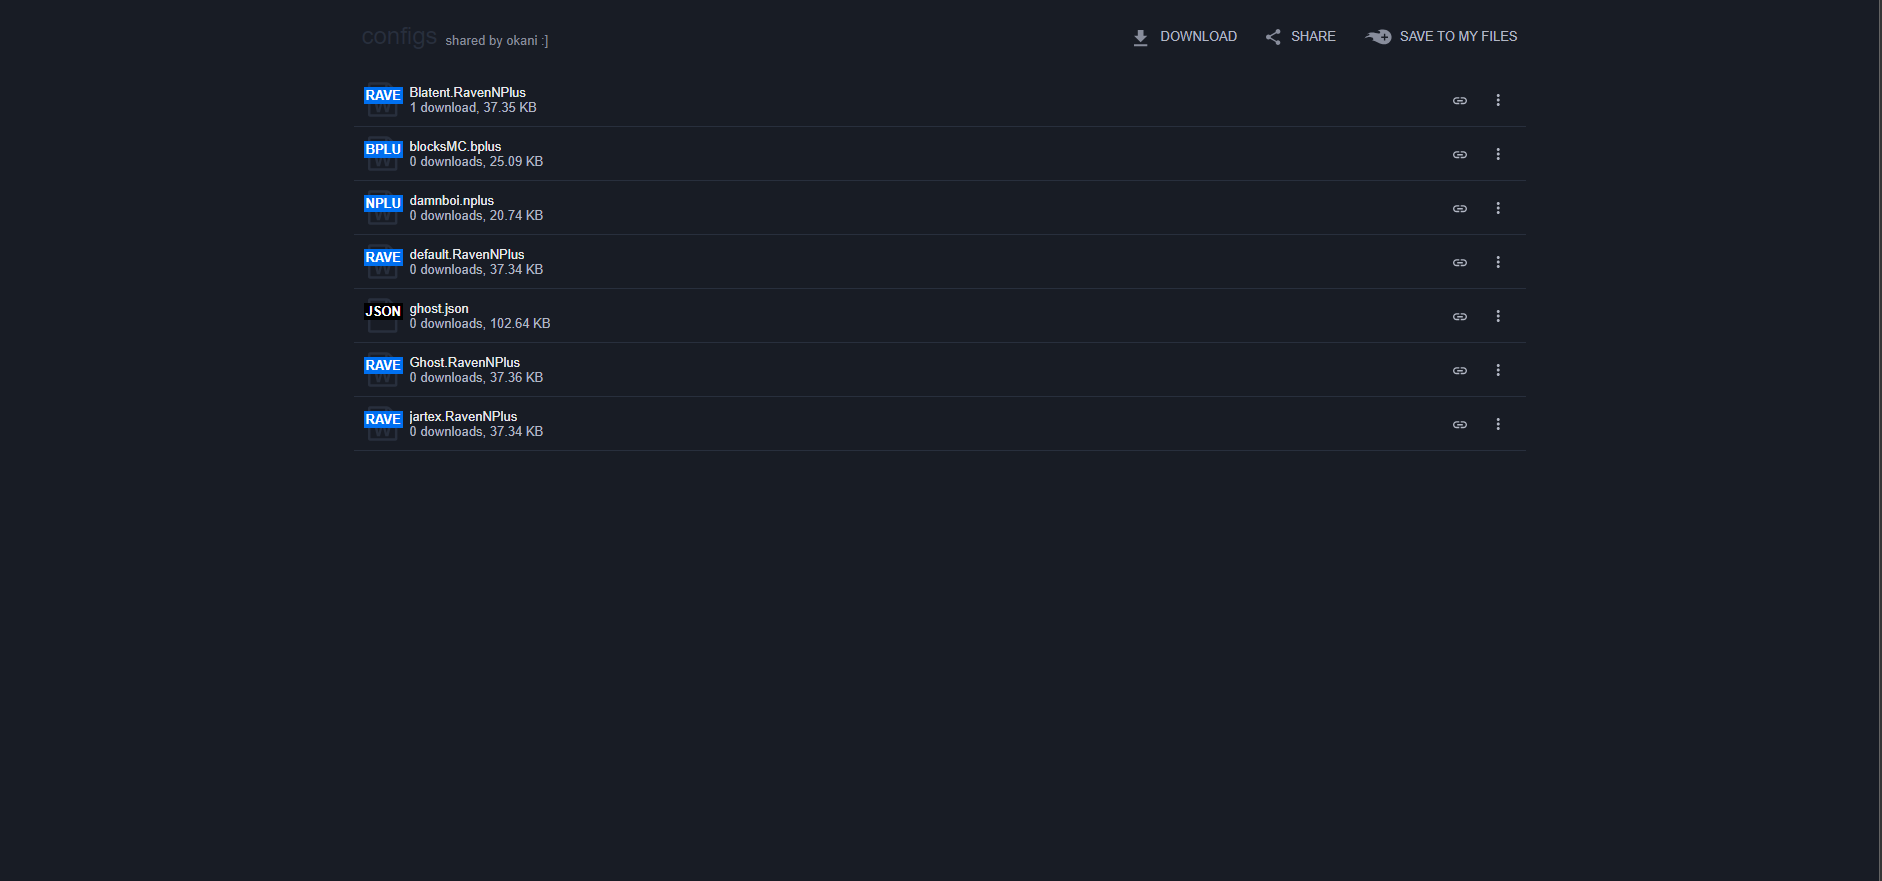 configs shared by okani :]
DOWNLOAD SHARE SAVE TO MY FILES
RAVE Blatent.RavenNPlus
1 download, 37.35 KB
BPLU blocksMC.bplus
0 downloads, 25.09 KB
NPLU damnboi.nplus
0 downloads, 20.74 KB
RAVE default.RavenNPlus
0 downloads, 37.34 KB
JSON ghost.json
0 downloads, 102.64 KB
RAVE Ghost.RavenNPlus
0 downloads, 37.36 KB
RAVE jartex.RavenNPlus
0 downloads, 37.34 KB